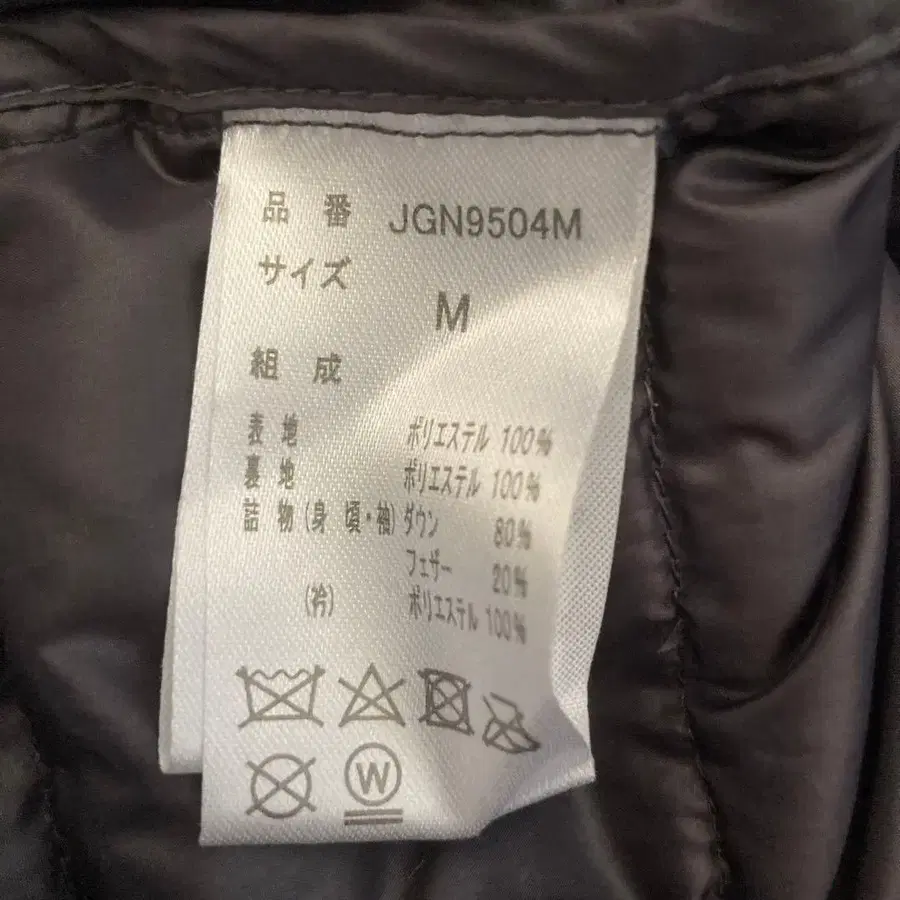 品 番 JGN9504M
サイズ
M
組 成
表 地 ポリエステル 100%
裏 地 ポリエステル 100%
詰 物(身 頃・袖) ダウン 80%
フェザー 20%
(衿) ポリエステル 100%
W